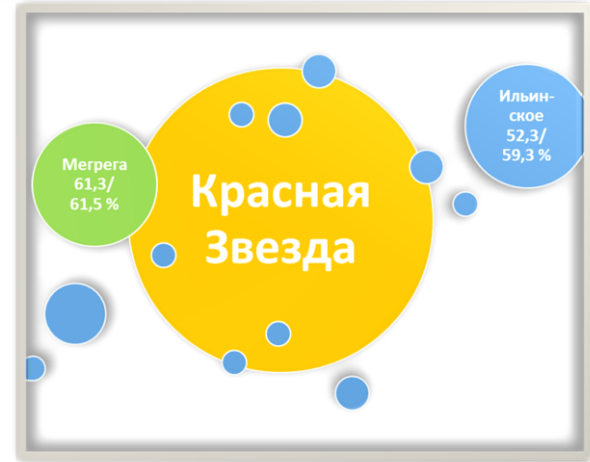 Красная
Звезда
Мегрега
61,3/
61,5 %
Ильин-
ское
52,3/
59,3 %